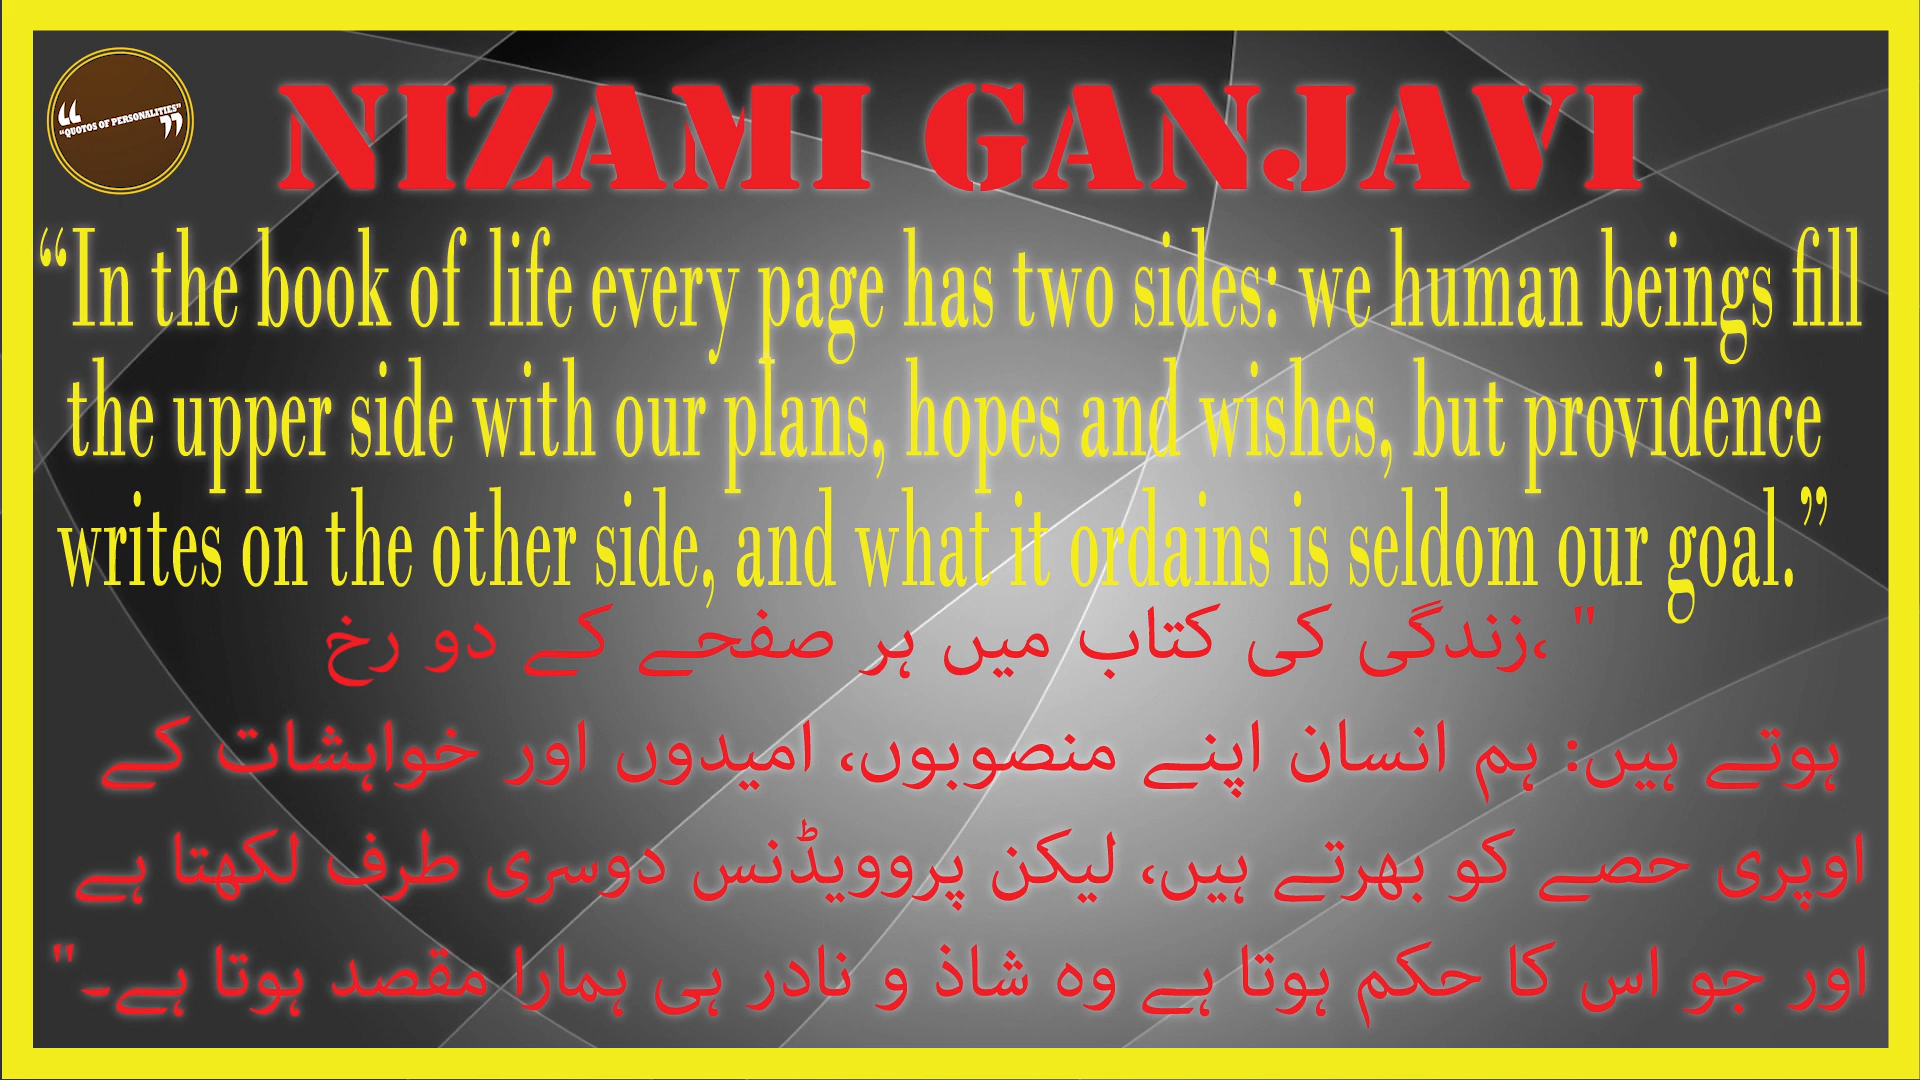 “QUOTOS OF PERSONALITIES”
NIZAMI GANJAVI
“In the book of life every page has two sides: we human beings fill
the upper side with our plans, hopes and wishes, but providence
writes on the other side, and what it ordains is seldom our goal.”
" ،زندگی کی کتاب میں ہر صفحے کے دو رخ
ہوتے ہیں: ہم انسان اپنے منصوبوں، امیدوں اور خواہشات کے
اوپری حصے کو بھرتے ہیں، لیکن پروویڈنس دوسری طرف لکھتا ہے
اور جو اس کا حکم ہوتا ہے وہ شاذ و نادر ہی ہمارا مقصد ہوتا ہے۔"